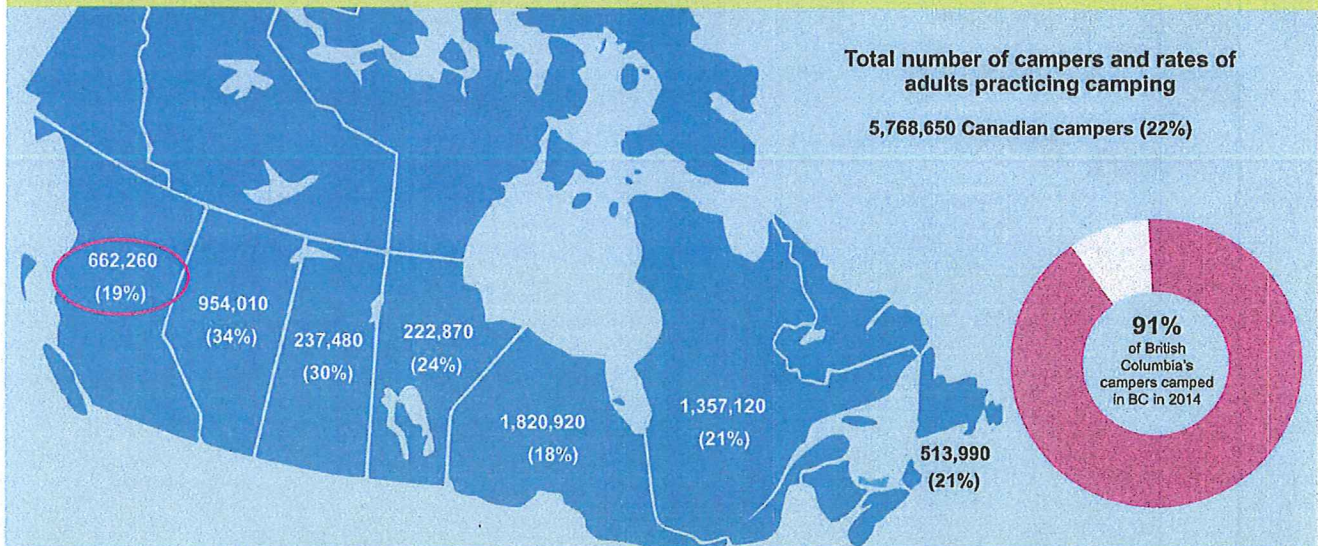 Total number of campers and rates of
adults practicing camping
5,768,650 Canadian campers (22%)
662,260
(19%)
954,010
(34%)
237,480
(30%)
222,870
(24%)
1,820,920
(18%)
1,357,120
(21%)
513,990
(21%)
91%
of British
Columbia's
campers camped
in BC in 2014